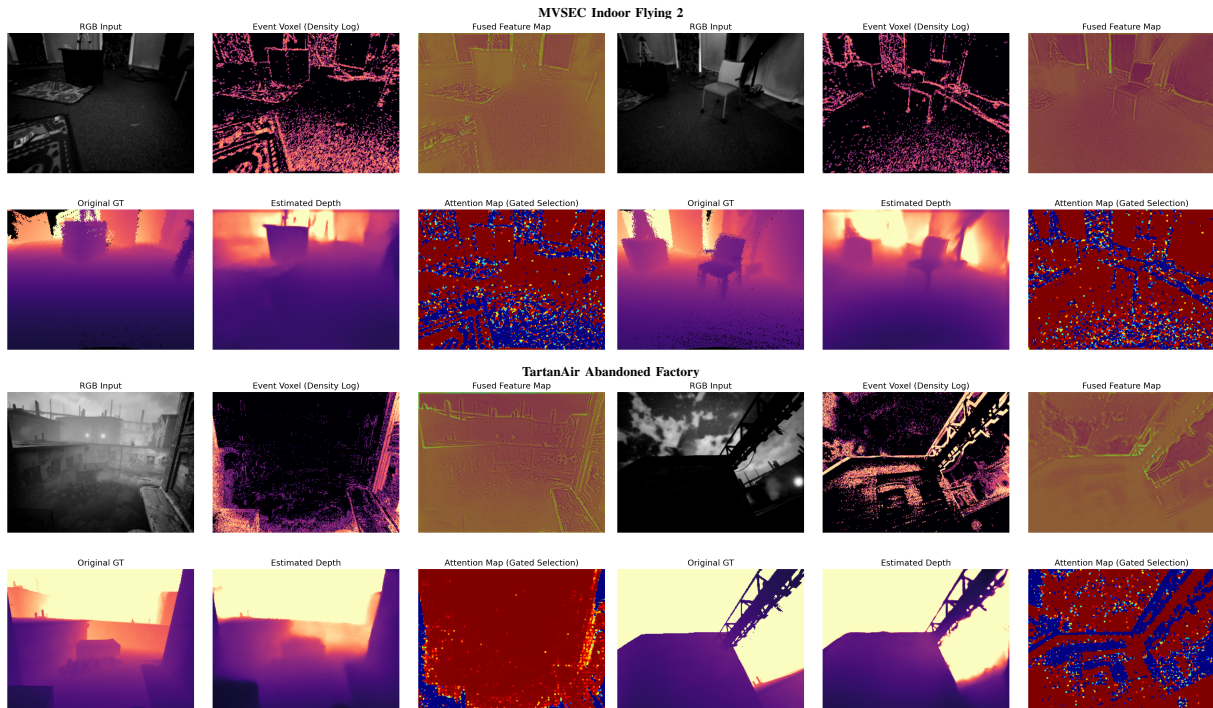 MVSEC Indoor Flying 2
RGB Input
Event Voxel (Density Log)
Fused Feature Map
RGB Input
Event Voxel (Density Log)
Fused Feature Map
Original GT
Estimated Depth
Attention Map (Gated Selection)
Original GT
Estimated Depth
Attention Map (Gated Selection)
TartanAir Abandoned Factory
RGB Input
Event Voxel (Density Log)
Fused Feature Map
RGB Input
Event Voxel (Density Log)
Fused Feature Map
Original GT
Estimated Depth
Attention Map (Gated Selection)
Original GT
Estimated Depth
Attention Map (Gated Selection)